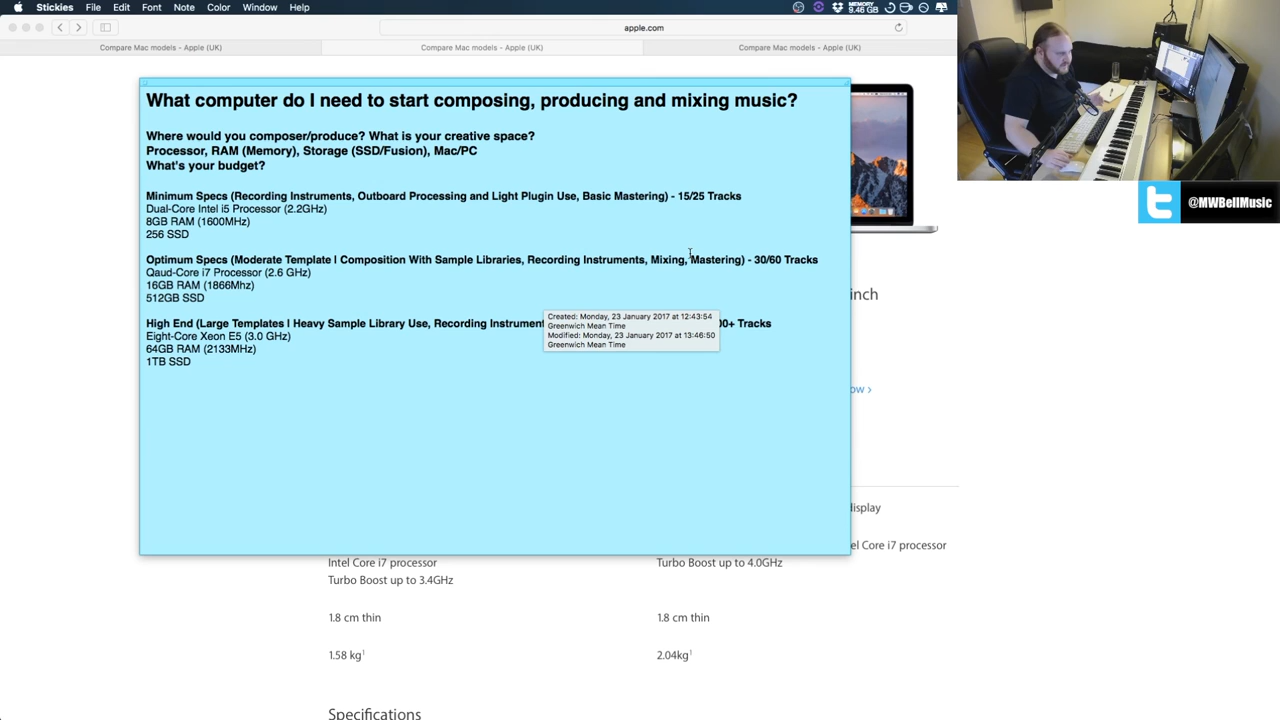 Stickies File Edit Font Note Color Window Help
MEMORY
9.46 GB
apple.com
Compare Mac models - Apple (UK) Compare Mac models - Apple (UK) Compare Mac models - Apple (UK)
What computer do I need to start composing, producing and mixing music?
Where would you composer/produce? What is your creative space?
Processor, RAM (Memory), Storage (SSD/Fusion), Mac/PC
What's your budget?
Minimum Specs (Recording Instruments, Outboard Processing and Light Plugin Use, Basic Mastering) - 15/25 Tracks
Dual-Core Intel i5 Processor (2.2GHz)
8GB RAM (1600MHz)
256 SSD
Optimum Specs (Moderate Template | Composition With Sample Libraries, Recording Instruments, Mixing, Mastering) - 30/60 Tracks
Qaud-Core i7 Processor (2.6 GHz)
16GB RAM (1866Mhz)
512GB SSD
High End (Large Templates | Heavy Sample Library Use, Recording Instrument 00+ Tracks
Eight-Core Xeon E5 (3.0 GHz)
64GB RAM (2133MHz)
1TB SSD
Created: Monday, 23 January 2017 at 12:43:54
Greenwich Mean Time
Modified: Monday, 23 January 2017 at 13:46:50
Greenwich Mean Time
@MWBellMusic
inch
ow >
display
el Core i7 processor
Intel Core i7 processor
Turbo Boost up to 3.4GHz
Turbo Boost up to 4.0GHz
1.8 cm thin 1.8 cm thin
1.58 kg¹ 2.04kg¹
Specifications